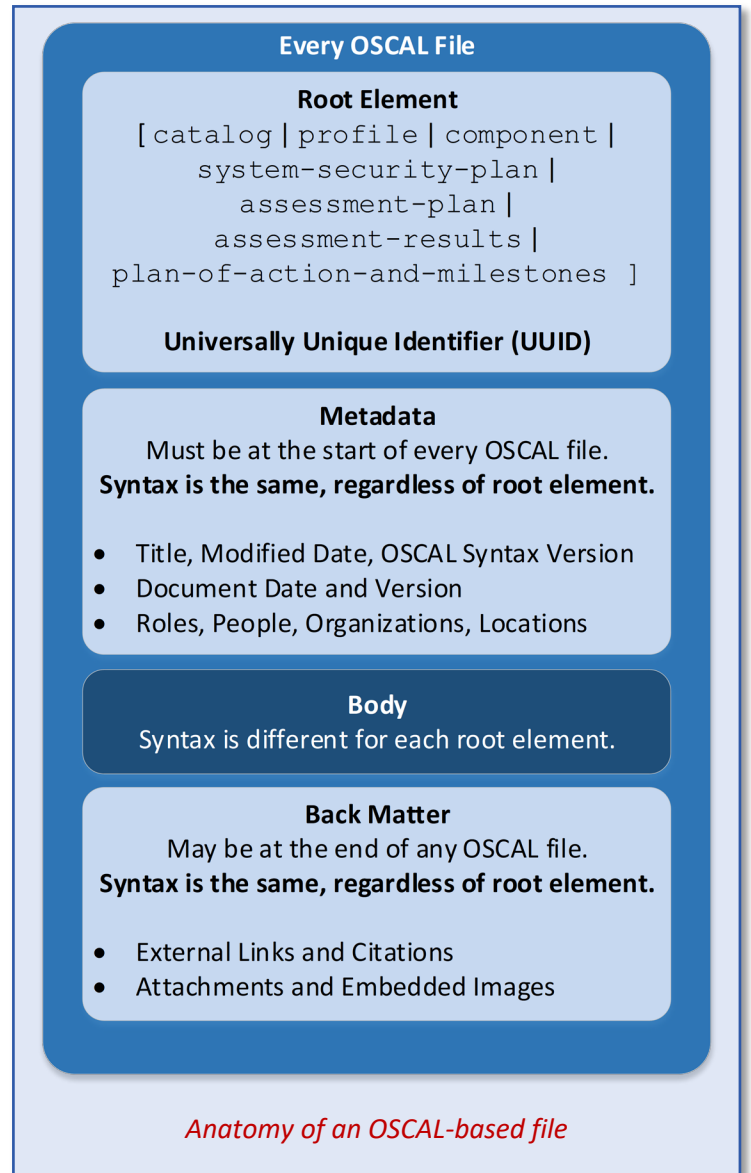 Every OSCAL File
Root Element
[ catalog | profile | component |
system-security-plan |
assessment-plan |
assessment-results |
plan-of-action-and-milestones ]
Universally Unique Identifier (UUID)
Metadata
Must be at the start of every OSCAL file.
Syntax is the same, regardless of root element.
• Title, Modified Date, OSCAL Syntax Version
• Document Date and Version
• Roles, People, Organizations, Locations
Body
Syntax is different for each root element.
Back Matter
May be at the end of any OSCAL file.
Syntax is the same, regardless of root element.
• External Links and Citations
• Attachments and Embedded Images
Anatomy of an OSCAL-based file